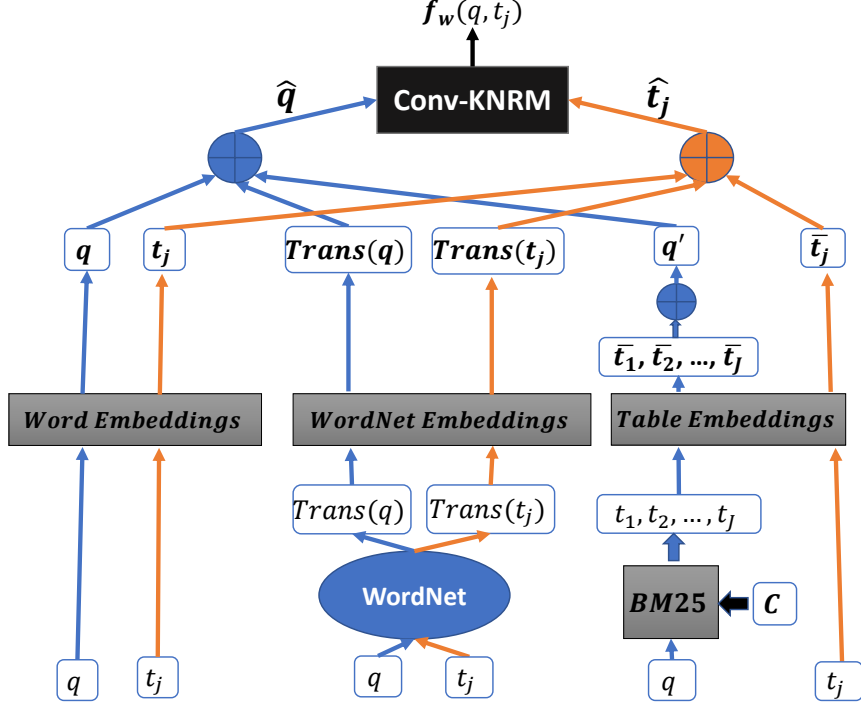 f_w(q, t_j)
q̂
Conv-KNRM
t̂_j
q
t_j
Trans(q)
Trans(t_j)
q′
t̅_j
t̅_1, t̅_2, ..., t̅_J
Word Embeddings
WordNet Embeddings
Table Embeddings
Trans(q)
Trans(t_j)
t_1, t_2, ..., t_J
WordNet
BM25
C
q
t_j
q
t_j
q
t_j